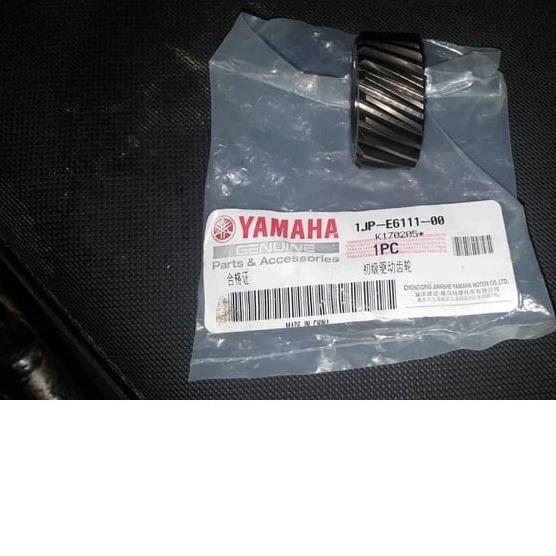 YAMAHA
1JP-E6111-00
K170205*
GENUINE
1PC
Parts & Accessories
合格证
初级驱动齿轮
CHONGQING JIANSHE YAMAHA MOTOR CO.,LTD.
MADE IN CHINA